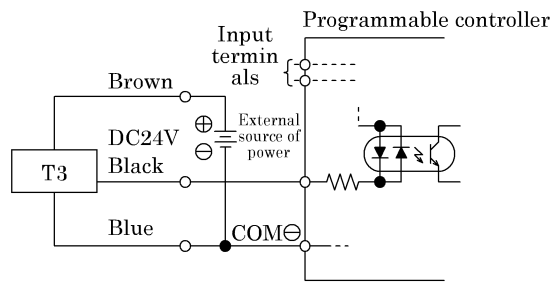 Programmable controller
Input
termin
als
Brown
⊕
External
DC24V
source of
⊖
power
Black
T3
Blue
COM⊖